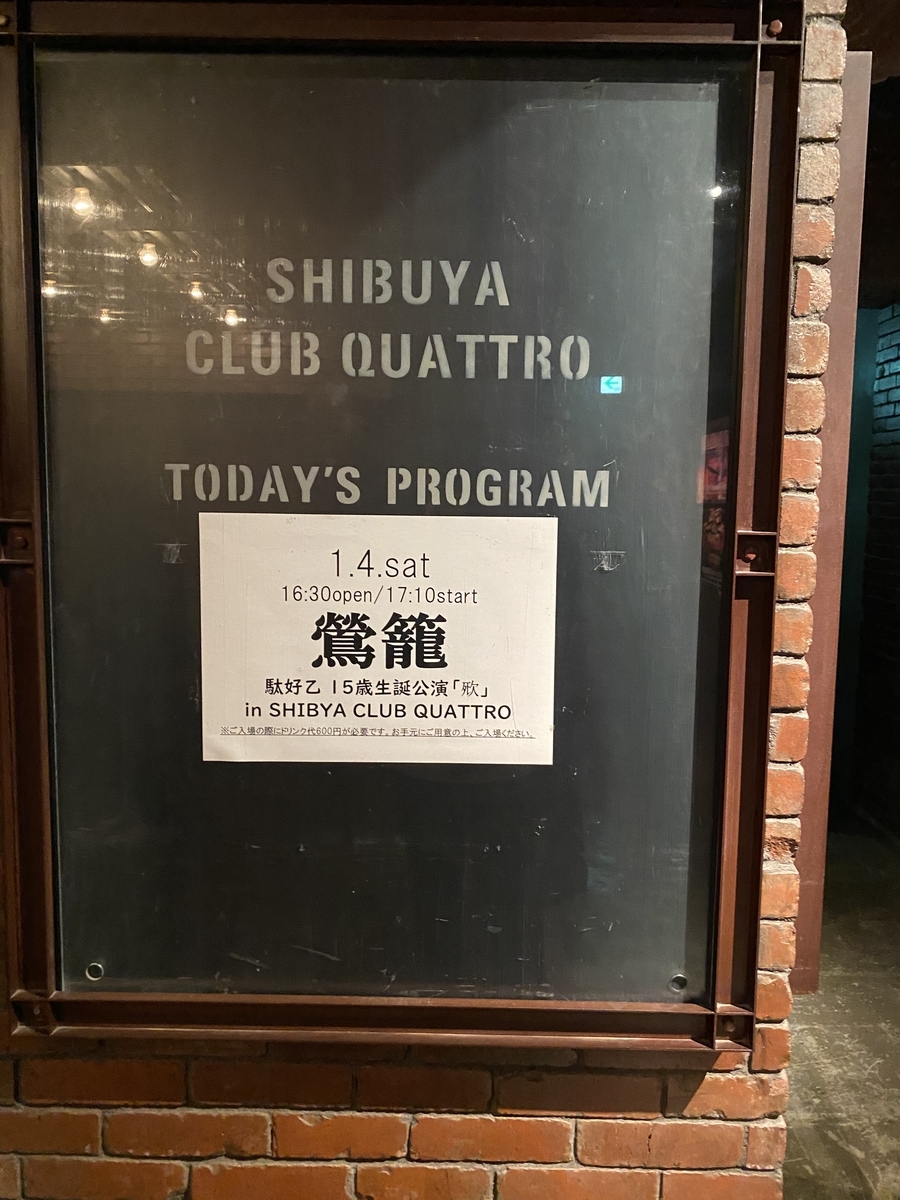 SHIBUYA
CLUB QUATTRO
TODAY'S PROGRAM
1.4.sat
16:30open/17:10start
鶯籠
駄好乙 15歳生誕公演「歟」
in SHIBYA CLUB QUATTRO
※ご入場の際にドリンク代600円が必要です。お手元にご用意の上、ご入場ください。